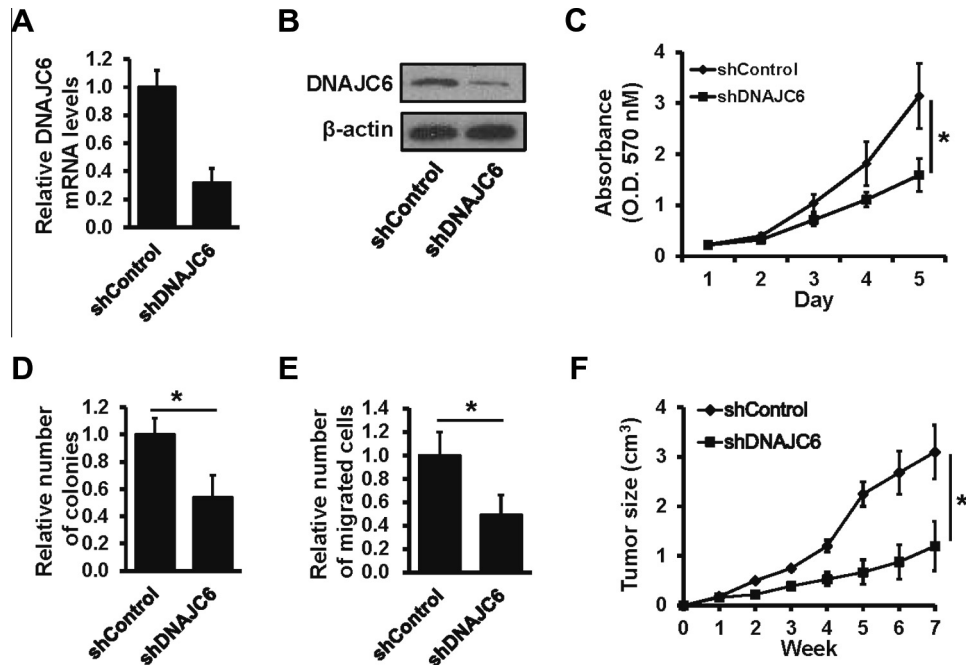 A
Relative DNAJC6
mRNA levels
1.2
1.0
0.8
0.6
0.4
0.2
0.0
shControl
shDNAJC6
B
DNAJC6
β-actin
shControl
shDNAJC6
C
Absorbance
(O.D. 570 nM)
4
3
2
1
0
shControl
shDNAJC6
*
1 2 3 4 5
Day
D
Relative number
of colonies
1.2
1.0
0.8
0.6
0.4
0.2
0.0
*
shControl
shDNAJC6
E
Relative number
of migrated cells
1.4
1.2
1.0
0.8
0.6
0.4
0.2
0.0
*
shControl
shDNAJC6
F
Tumor size (cm³)
4
3
2
1
0
shControl
shDNAJC6
*
0 1 2 3 4 5 6 7
Week